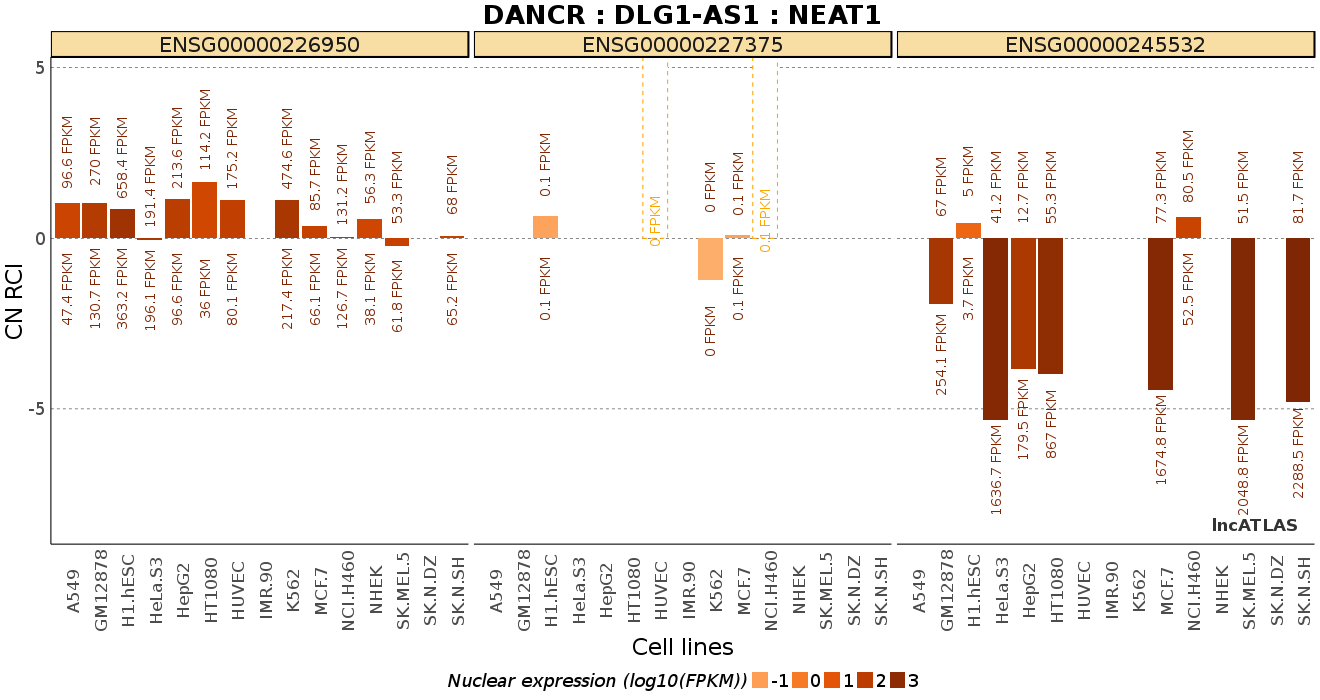 DANCR : DLG1-AS1 : NEAT1
ENSG00000226950
ENSG00000227375
ENSG00000245532
CN RCI
5
0
-5
96.6 FPKM
270 FPKM
658.4 FPKM
191.4 FPKM
213.6 FPKM
114.2 FPKM
175.2 FPKM
474.6 FPKM
85.7 FPKM
131.2 FPKM
56.3 FPKM
53.3 FPKM
68 FPKM
47.4 FPKM
130.7 FPKM
363.2 FPKM
196.1 FPKM
96.6 FPKM
36 FPKM
80.1 FPKM
217.4 FPKM
66.1 FPKM
126.7 FPKM
38.1 FPKM
61.8 FPKM
65.2 FPKM
0.1 FPKM
0 FPKM
0 FPKM
0.1 FPKM
0.1 FPKM
0.1 FPKM
0 FPKM
0.1 FPKM
67 FPKM
5 FPKM
41.2 FPKM
12.7 FPKM
55.3 FPKM
77.3 FPKM
80.5 FPKM
51.5 FPKM
81.7 FPKM
254.1 FPKM
3.7 FPKM
1636.7 FPKM
179.5 FPKM
867 FPKM
1674.8 FPKM
52.5 FPKM
2048.8 FPKM
2288.5 FPKM
lncATLAS
A549
GM12878
H1.hESC
HeLa.S3
HepG2
HT1080
HUVEC
IMR.90
K562
MCF.7
NCI.H460
NHEK
SK.MEL.5
SK.N.DZ
SK.N.SH
A549
GM12878
H1.hESC
HeLa.S3
HepG2
HT1080
HUVEC
IMR.90
K562
MCF.7
NCI.H460
NHEK
SK.MEL.5
SK.N.DZ
SK.N.SH
A549
GM12878
H1.hESC
HeLa.S3
HepG2
HT1080
HUVEC
IMR.90
K562
MCF.7
NCI.H460
NHEK
SK.MEL.5
SK.N.DZ
SK.N.SH
Cell lines
Nuclear expression (log10(FPKM)) -1 0 1 2 3